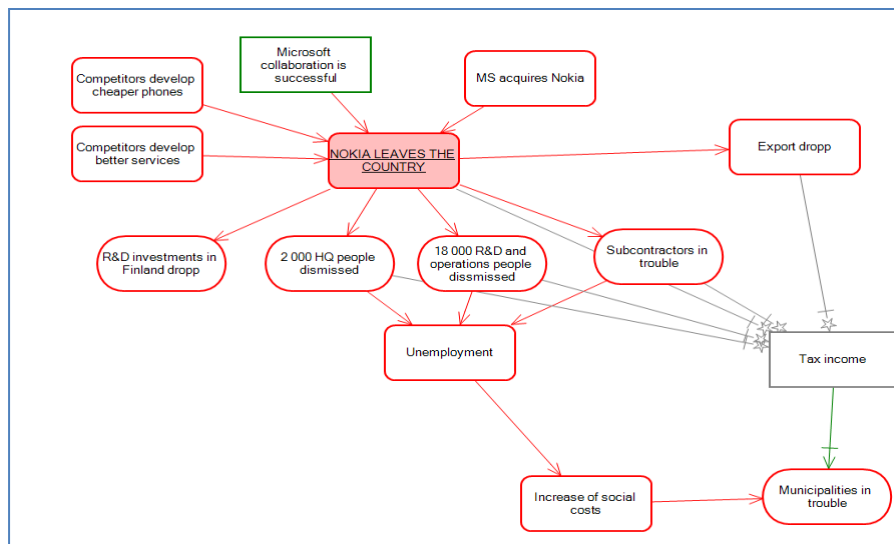 Microsoft
collaboration is
successful
Competitors develop
cheaper phones
MS acquires Nokia
Competitors develop
better services
NOKIA LEAVES THE
COUNTRY
Export dropp
R&D investments in
Finland dropp
2 000 HQ people
dismissed
18 000 R&D and
operations people
dissmissed
Subcontractors in
trouble
Unemployment
Tax income
Increase of social
costs
Municipalities in
trouble